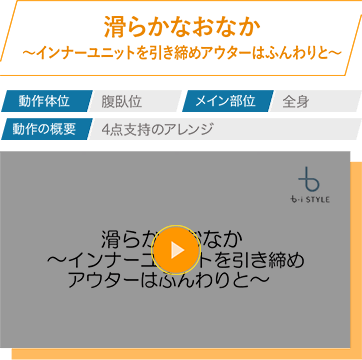 滑らかなおなか
〜インナーユニットを引き締めアウターはふんわりと〜
動作体位 腹臥位 メイン部位 全身
動作の概要 4点支持のアレンジ
b-i STYLE
滑らか おなか
〜インナーユニットを引き締め
アウターはふんわりと〜